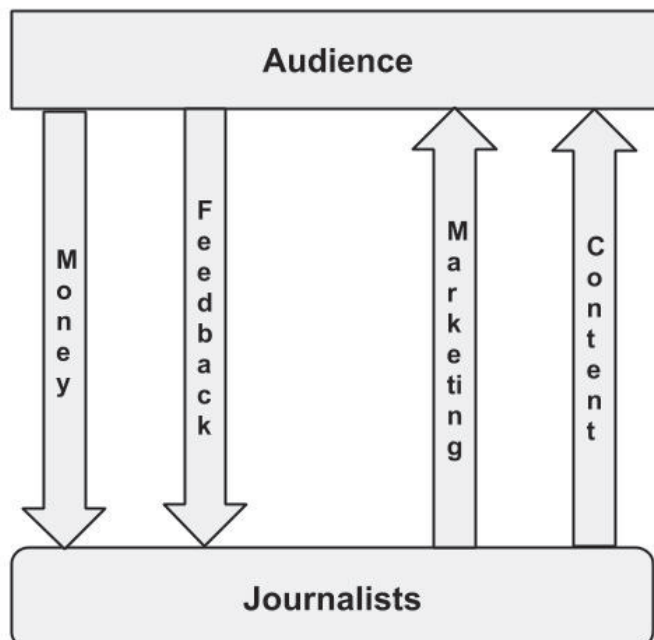 Audience
Money
Feedback
Marketing
Content
Journalists